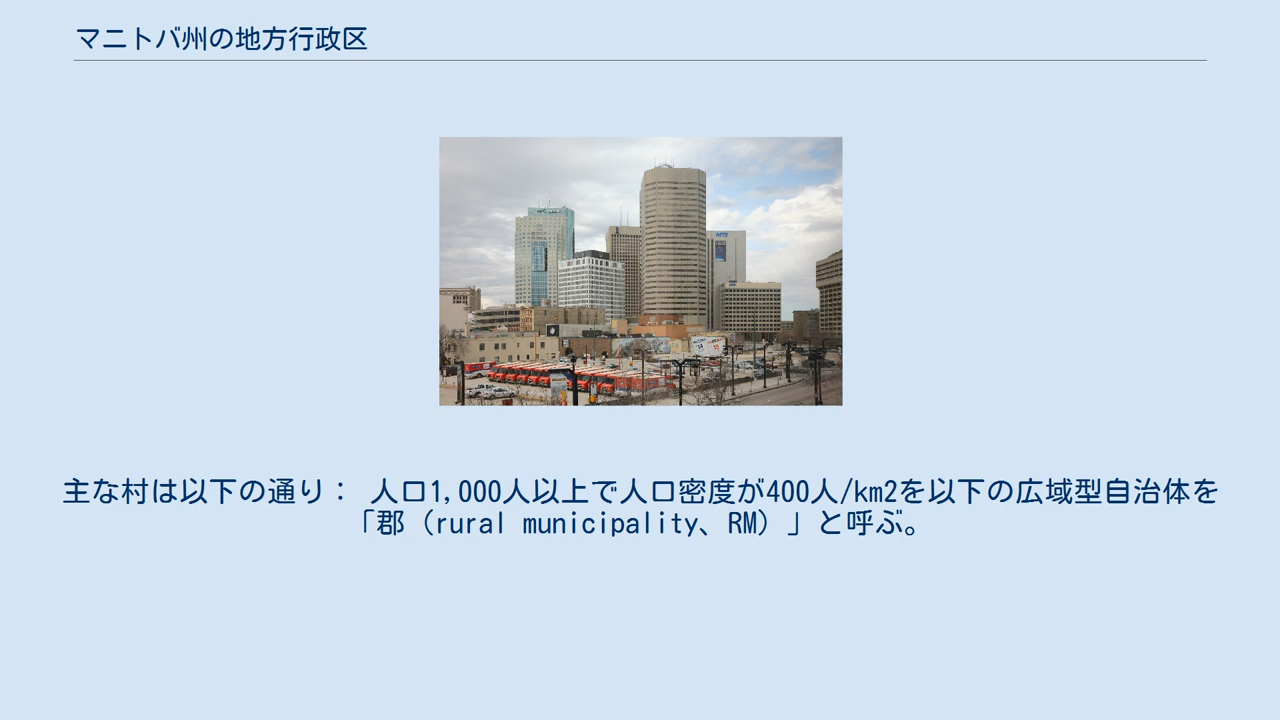 マニトバ州の地方行政区
MTS
主な村は以下の通り： 人口1,000人以上で人口密度が400人/km2を以下の広域型自治体を
「郡（rural municipality、RM）」と呼ぶ。